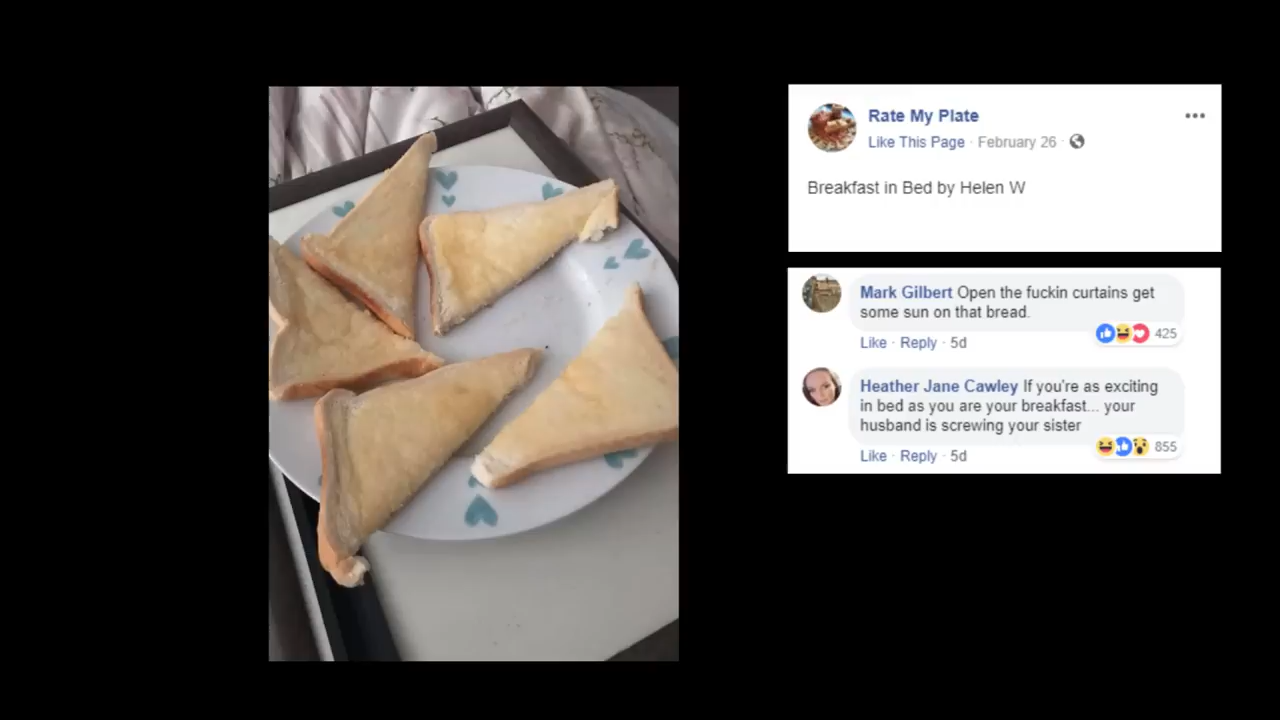 Rate My Plate
Like This Page · February 26 ·
Breakfast in Bed by Helen W
Mark Gilbert Open the fuckin curtains get
some sun on that bread.
425
Like · Reply · 5d
Heather Jane Cawley If you're as exciting
in bed as you are your breakfast... your
husband is screwing your sister
855
Like · Reply · 5d